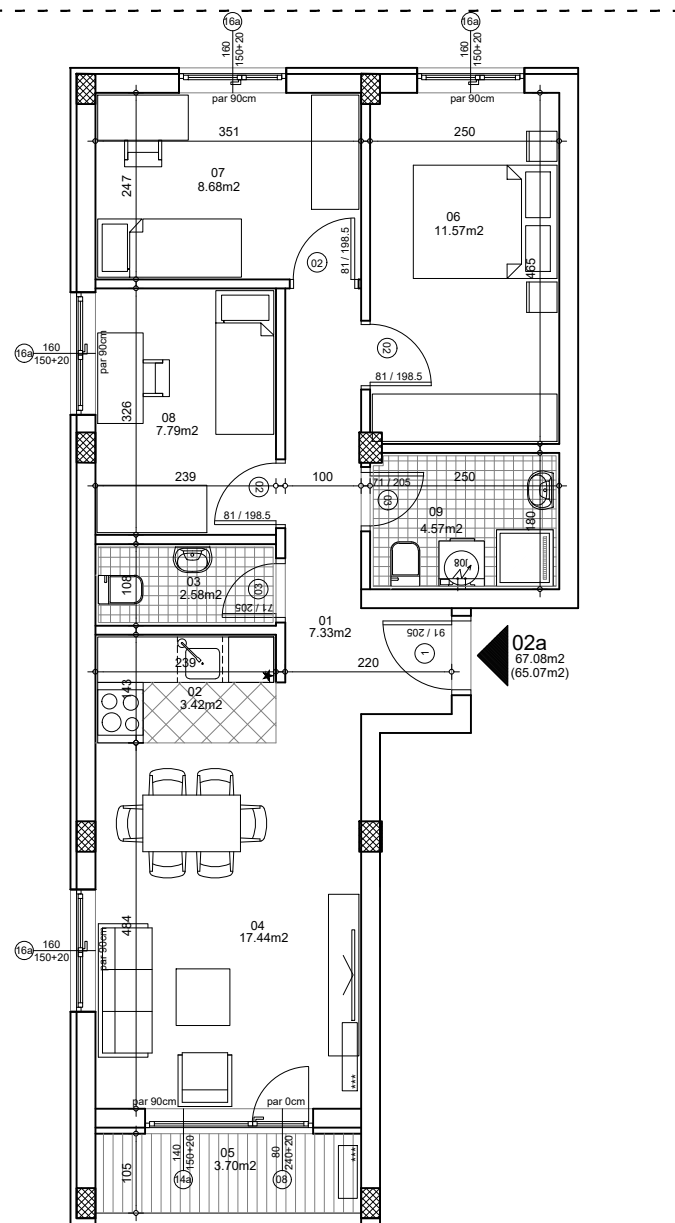 16a
160
150+20
16a
160
150+20
par 90cm
par 90cm
351
250
07
8.68m2
247
06
11.57m2
81 / 198.5
02
465
16a
160
150+20
par 90cm
02
81 / 198.5
326
08
7.79m2
239
100
71 / 205
250
02
03
81 / 198.5
09
4.57m2
180
J08
108
03
2.58m2
03
71 / 205
01
7.33m2
91 / 205
1
02a
67.08m2
(65.07m2)
239
220
143
02
3.42m2
484
04
17.44m2
16a
160
150+20
par 90cm
***
par 90cm
par 0cm
105
05
3.70m2
140
150+20
80
240+20
14a
08
***